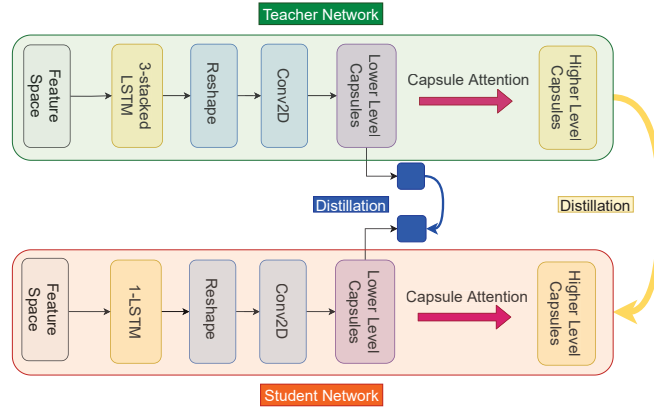 Teacher Network
Feature
Space
3-stacked
LSTM
Reshape
Conv2D
Lower Level
Capsules
Capsule Attention
Higher Level
Capsules
Distillation
Distillation
Feature
Space
1-LSTM
Reshape
Conv2D
Lower Level
Capsules
Capsule Attention
Higher Level
Capsules
Student Network